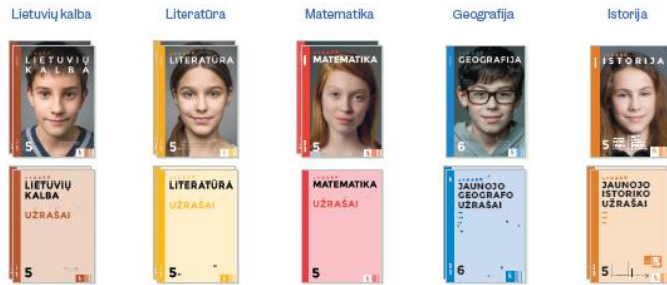 Lietuvių kalba
Literatūra
Matematika
Geografija
Istorija
LIETUVIŲ
KALBA
5
LITERATŪRA
5
MATEMATIKA
5
GEOGRAFIJA
6
ISTORIJA
5
LIETUVIŲ
KALBA
UŽRAŠAI
5
LITERATŪRA
UŽRAŠAI
5
MATEMATIKA
UŽRAŠAI
5
JAUNOJO
GEOGRAFO
UŽRAŠAI
6
JAUNOJO
ISTORIKO
UŽRAŠAI
5